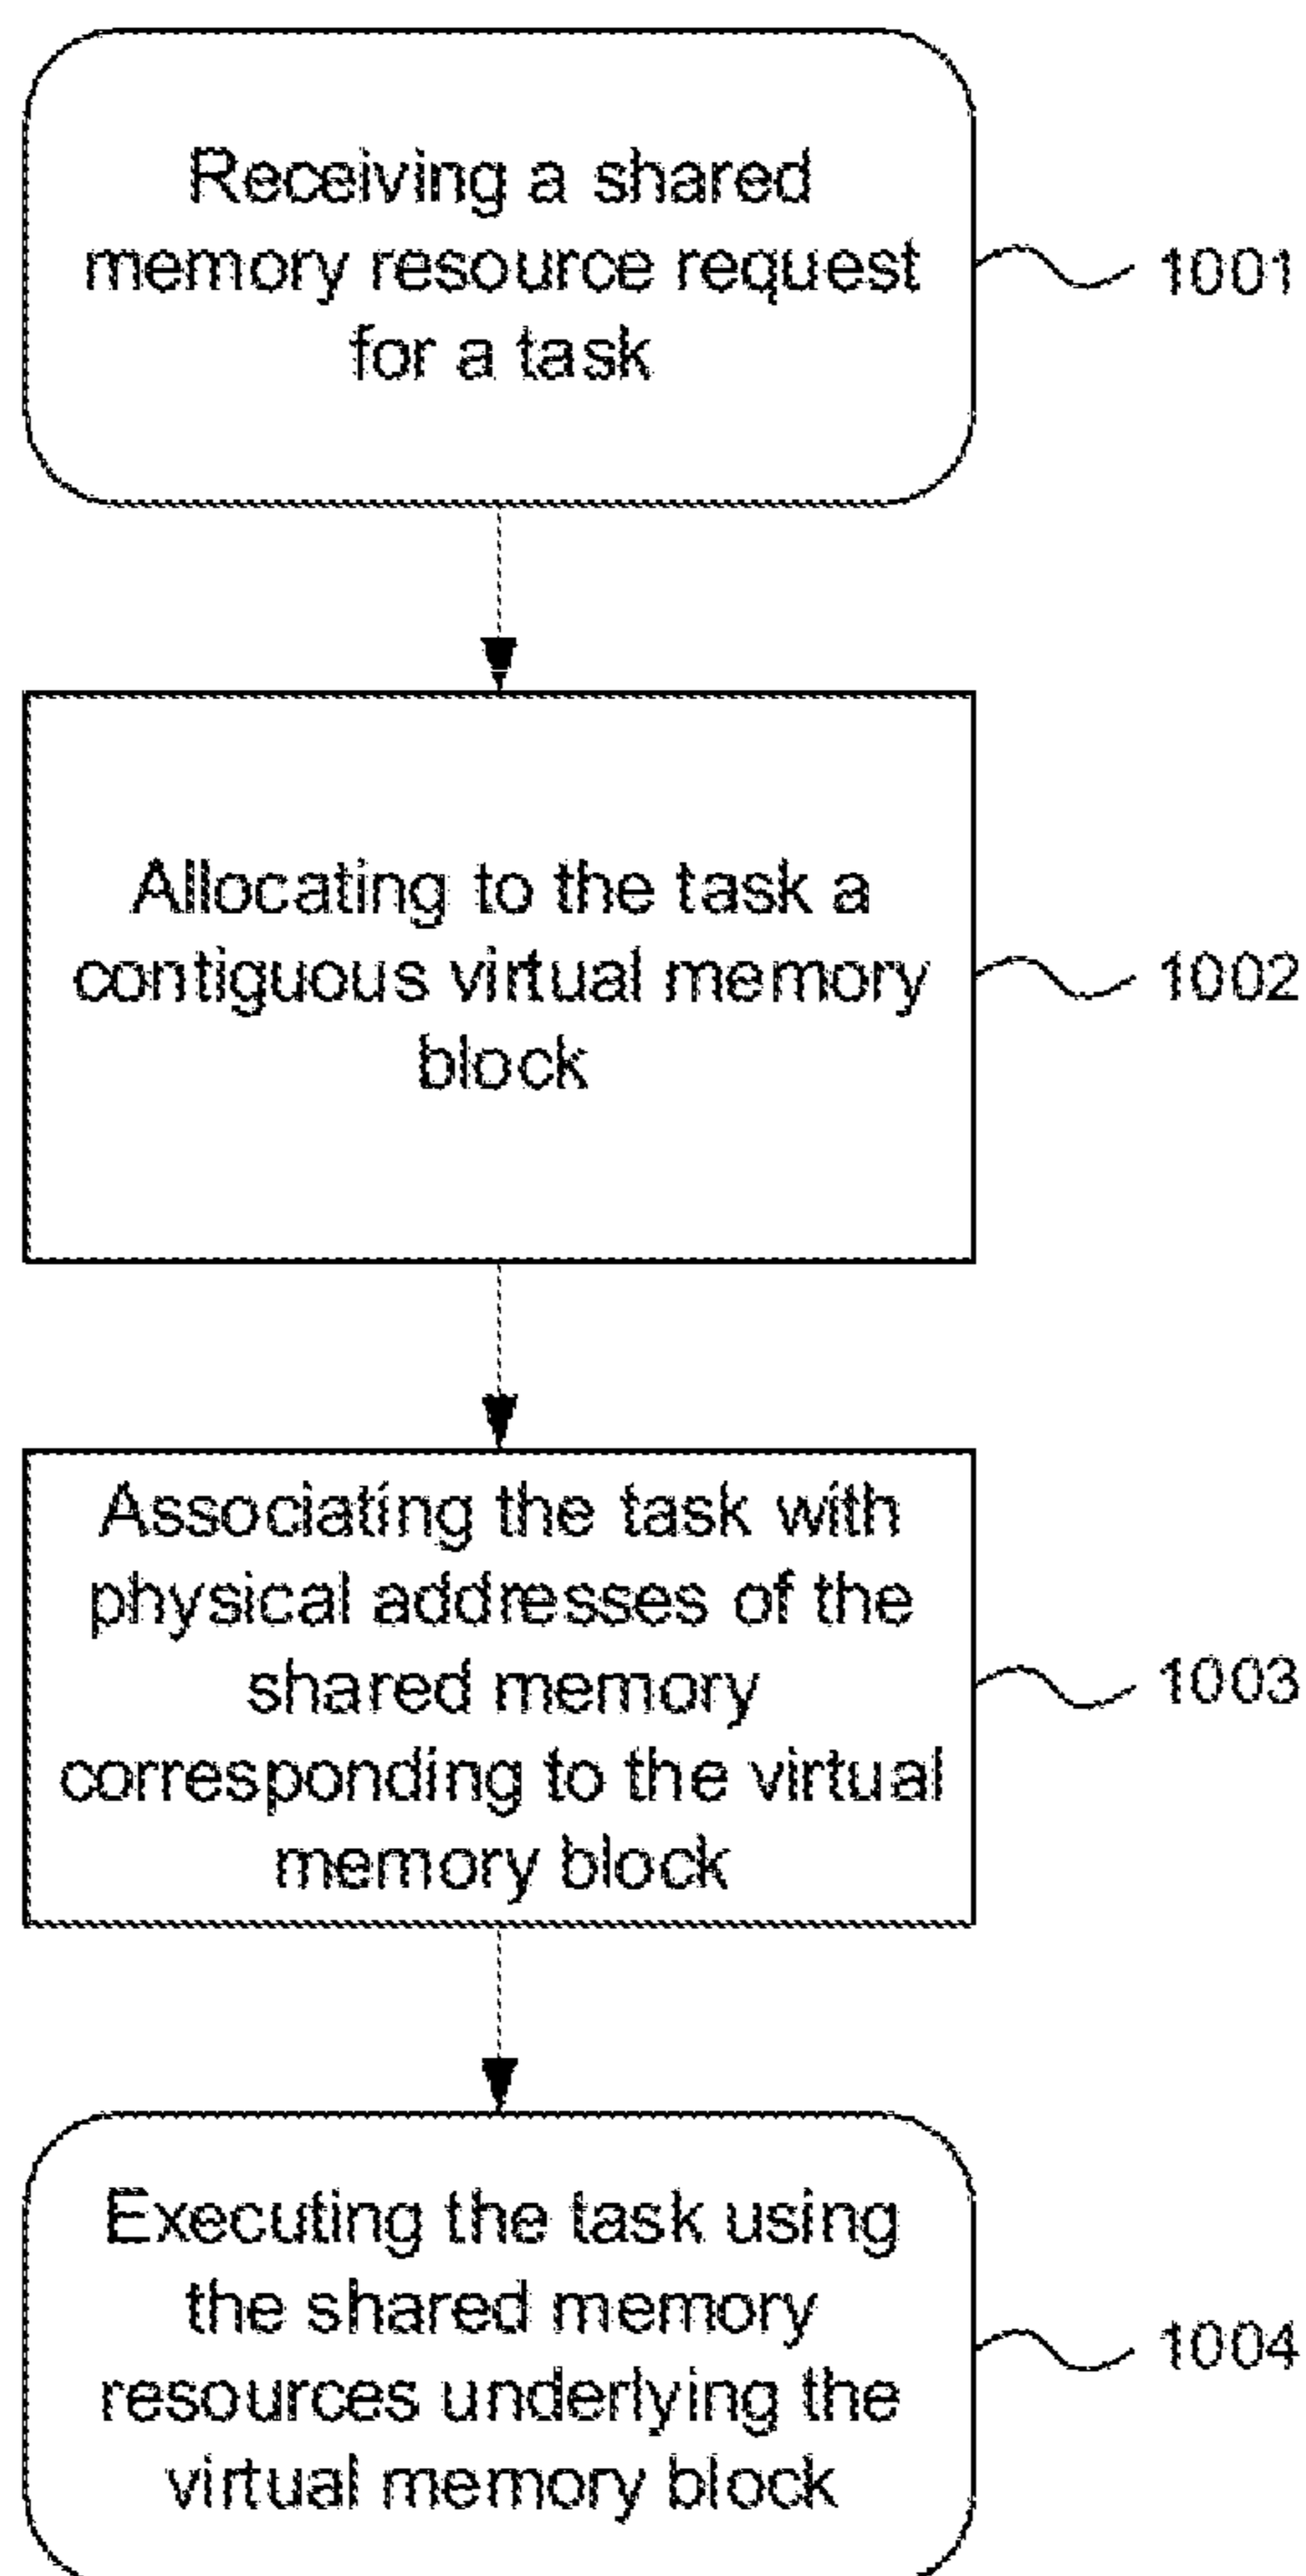 Receiving a shared
memory resource request
for a task
1001
Allocating to the task a
contiguous virtual memory
block
1002
Associating the task with
physical addresses of the
shared memory
corresponding to the virtual
memory block
1003
Executing the task using
the shared memory
resources underlying the
virtual memory block
1004